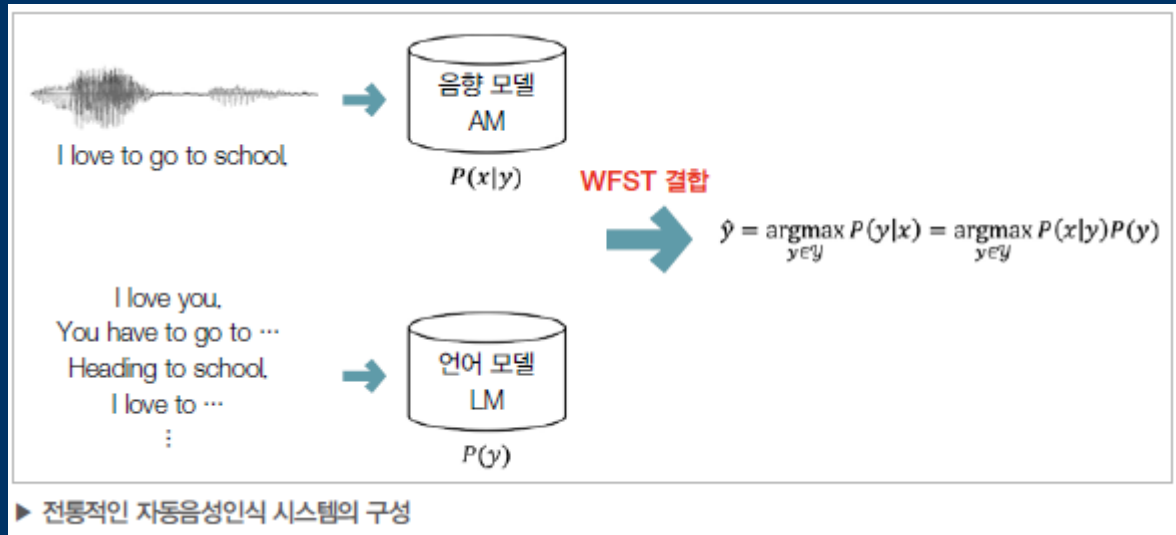 음향 모델
AM
I love to go to school,
P(x|y)
WFST 결합
ŷ = argmax P(y|x) = argmax P(x|y)P(y)
y∈𝒴 y∈𝒴
I love you,
You have to go to ···
Heading to school,
I love to ···
⋮
언어 모델
LM
P(y)
▶ 전통적인 자동음성인식 시스템의 구성